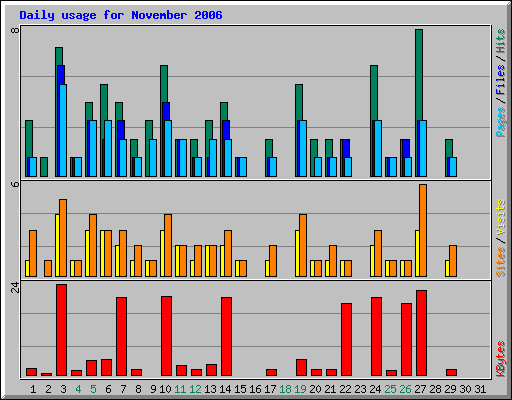 Daily usage for November 2006
8
Pages / Files / Hits
6
Sites / Visits
24
KBytes
1 2 3 4 5 6 7 8 9 10 11 12 13 14 15 16 17 18 19 20 21 22 23 24 25 26 27 28 29 30 31